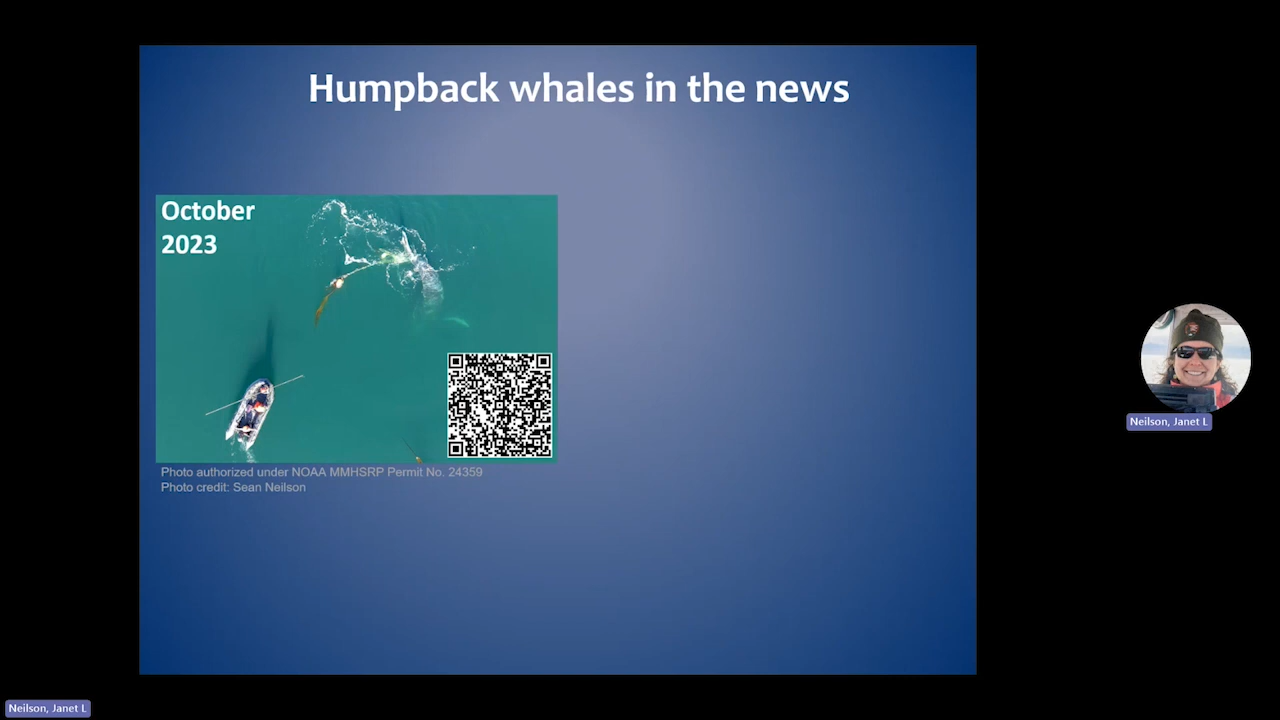 Humpback whales in the news
October
2023
Photo authorized under NOAA MMHSRP Permit No. 24359
Photo credit: Sean Neilson
Neilson, Janet L
Neilson, Janet L